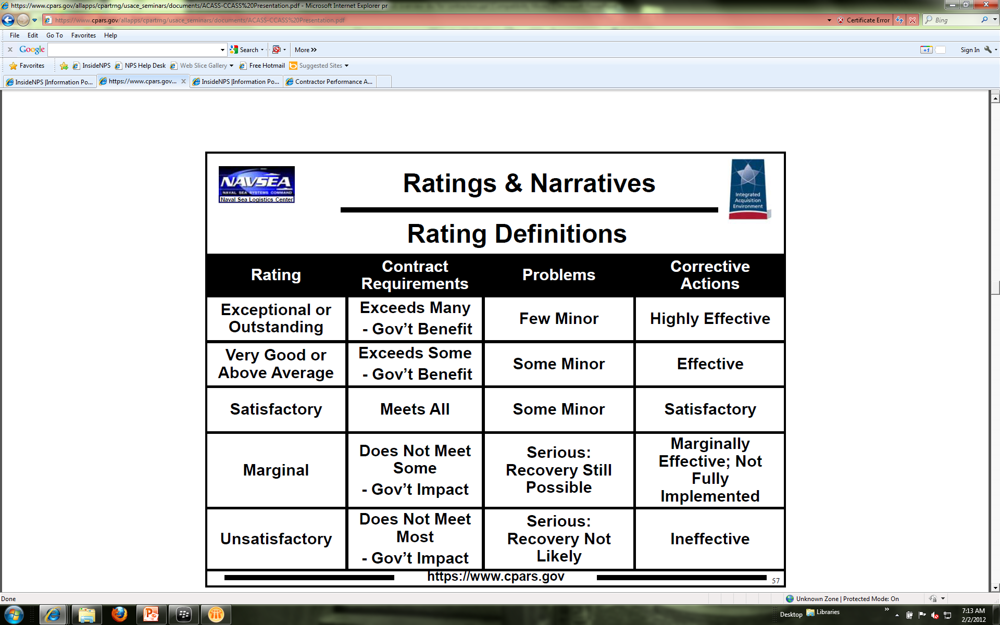 https://www.cpars.gov/allapps/cpartrng/usace_seminars/documents/ACASS-CCASS%20Presentation.pdf - Microsoft Internet Explorer pr
https://www.cpars.gov/allapps/cpartrng/usace_seminars/documents/ACASS-CCASS%20Presentation.pdf
Certificate Error
Bing
File Edit Go To Favorites Help
x Google Search More »
+1
Sign In
Favorites InsideNPS NPS Help Desk Web Slice Gallery Free Hotmail Suggested Sites
InsideNPS |Information Po... https://www.cpars.gov... x InsideNPS |Information Po... Contractor Performance A...
NAVSEA
NAVAL SEA SYSTEMS COMMAND
Naval Sea Logistics Center
Ratings & Narratives
Integrated
Acquisition
Environment
Rating Definitions
Rating
Contract
Requirements
Problems
Corrective
Actions
Exceptional or
Outstanding
Exceeds Many
- Gov't Benefit
Few Minor
Highly Effective
Very Good or
Above Average
Exceeds Some
- Gov't Benefit
Some Minor
Effective
Satisfactory
Meets All
Some Minor
Satisfactory
Marginal
Does Not Meet
Some
- Gov't Impact
Serious:
Recovery Still
Possible
Marginally
Effective; Not
Fully
Implemented
Unsatisfactory
Does Not Meet
Most
- Gov't Impact
Serious:
Recovery Not
Likely
Ineffective
https://www.cpars.gov
57
Done
Unknown Zone | Protected Mode: On
Desktop Libraries »
7:13 AM
2/2/2012